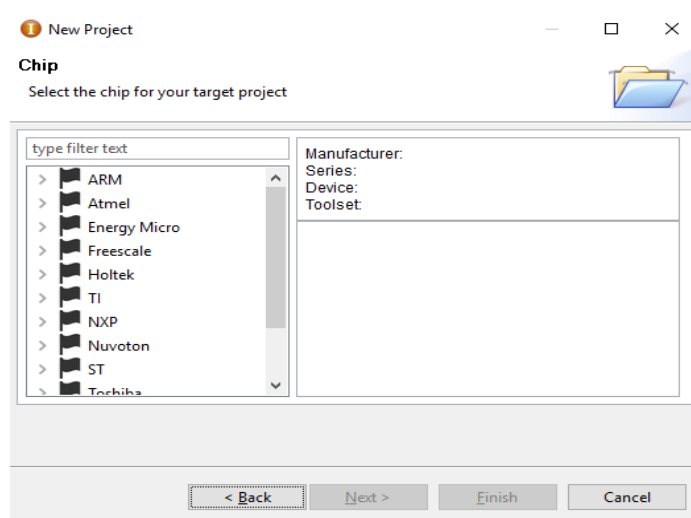 New Project
Chip
Select the chip for your target project
type filter text
ARM
Atmel
Energy Micro
Freescale
Holtek
TI
NXP
Nuvoton
ST
Toshiba
Manufacturer:
Series:
Device:
Toolset:
< Back
Next >
Finish
Cancel